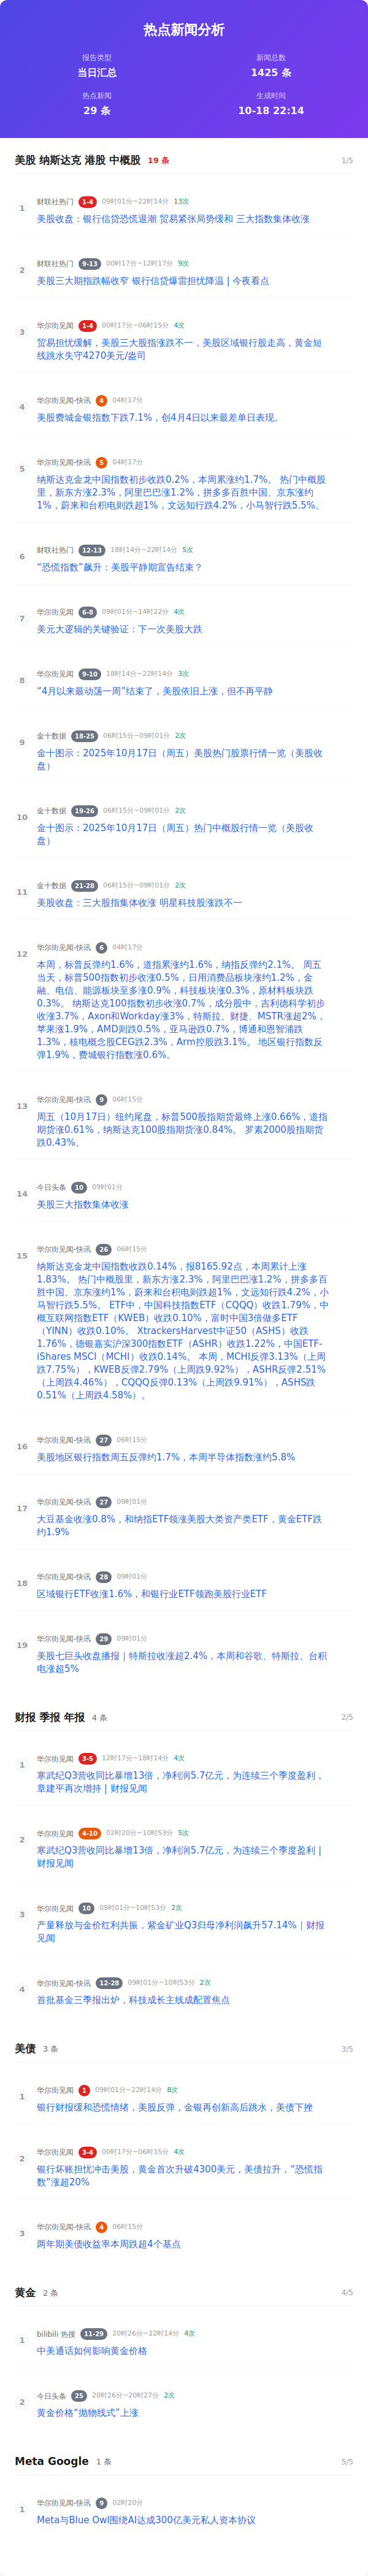 热点新闻分析
报告类型
当日汇总
新闻总数
1425 条
热点新闻
29 条
生成时间
10-18 22:14
美股 纳斯达克 港股 中概股 19 条 1/5
1
财联社热门 1-4 09时01分~22时14分 13次
美股收盘：银行信贷恐慌退潮 贸易紧张局势缓和 三大指数集体收涨
2
财联社热门 9-13 00时17分~12时17分 9次
美股三大期指跌幅收窄 银行信贷爆雷担忧降温 | 今夜看点
3
华尔街见闻 1-4 00时17分~06时15分 4次
贸易担忧缓解，美股三大股指涨跌不一，美股区域银行股走高，黄金短
线跳水失守4270美元/盎司
4
华尔街见闻-快讯 4 04时17分
美股费城金银指数下跌7.1%，创4月4日以来最差单日表现。
5
华尔街见闻-快讯 5 04时17分
纳斯达克金龙中国指数初步收跌0.2%，本周累涨约1.7%。 热门中概股
里，新东方涨2.3%，阿里巴巴涨1.2%，拼多多百胜中国、京东涨约
1%，蔚来和台积电则跌超1%，文远知行跌4.2%，小马智行跌5.5%。
6
财联社热门 12-13 18时14分~22时14分 5次
“恐慌指数”飙升：美股平静期宣告结束？
7
华尔街见闻 6-8 09时01分~14时22分 4次
美元大逻辑的关键验证：下一次美股大跌
8
华尔街见闻 9-10 18时14分~22时14分 3次
“4月以来最动荡一周”结束了，美股依旧上涨，但不再平静
9
金十数据 18-25 06时15分~09时01分 2次
金十图示：2025年10月17日（周五）美股热门股票行情一览（美股收
盘）
10
金十数据 19-26 06时15分~09时01分 2次
金十图示：2025年10月17日（周五）热门中概股行情一览（美股收
盘）
11
金十数据 21-28 06时15分~09时01分 2次
美股收盘：三大股指集体收涨 明星科技股涨跌不一
12
华尔街见闻-快讯 6 04时17分
本周，标普反弹约1.6%，道指累涨约1.6%，纳指反弹约2.1%。 周五
当天，标普500指数初步收涨0.5%，日用消费品板块涨约1.2%，金
融、电信、能源板块至多涨0.9%，科技板块涨0.3%，原材料板块跌
0.3%。 纳斯达克100指数初步收涨0.7%，成分股中，吉利德科学初步
收涨3.7%，Axon和Workday涨3%，特斯拉、财捷、MSTR涨超2%，
苹果涨1.9%，AMD则跌0.5%，亚马逊跌0.7%，博通和恩智浦跌
1.3%，核电概念股CEG跌2.3%，Arm控股跌3.1%。 地区银行指数反
弹1.9%，费城银行指数涨0.6%。
13
华尔街见闻-快讯 9 06时15分
周五（10月17日）纽约尾盘，标普500股指期货最终上涨0.66%，道指
期货涨0.61%，纳斯达克100股指期货涨0.84%。 罗素2000股指期货
跌0.43%。
14
今日头条 10 09时01分
美股三大指数集体收涨
15
华尔街见闻-快讯 26 06时15分
纳斯达克金龙中国指数收跌0.14%，报8165.92点，本周累计上涨
1.83%。 热门中概股里，新东方涨2.3%，阿里巴巴涨1.2%，拼多多百
胜中国、京东涨约1%，蔚来和台积电则跌超1%，文远知行跌4.2%，小
马智行跌5.5%。 ETF中，中国科技指数ETF（CQQQ）收跌1.79%，中
概互联网指数ETF（KWEB）收跌0.10%，富时中国3倍做多ETF
（YINN）收跌0.10%。 XtrackersHarvest中证50（ASHS）收跌
1.76%，德银嘉实沪深300指数ETF（ASHR）收跌1.22%，中国ETF-
iShares MSCI（MCHI）收跌0.14%。 本周，MCHI反弹3.13%（上周
跌7.75%），KWEB反弹2.79%（上周跌9.92%），ASHR反弹2.51%
（上周跌4.46%），CQQQ反弹0.13%（上周跌9.91%），ASHS跌
0.51%（上周跌4.58%）。
16
华尔街见闻-快讯 27 06时15分
美股地区银行指数周五反弹约1.7%，本周半导体指数涨约5.8%
17
华尔街见闻-快讯 27 09时01分
大豆基金收涨0.8%，和纳指ETF领涨美股大类资产类ETF，黄金ETF跌
约1.9%
18
华尔街见闻-快讯 28 09时01分
区域银行ETF收涨1.6%，和银行业ETF领跑美股行业ETF
19
华尔街见闻-快讯 29 09时01分
美股七巨头收盘播报｜特斯拉收涨超2.4%，本周和谷歌、特斯拉、台积
电涨超5%
财报 季报 年报 4 条 2/5
1
华尔街见闻 3-5 12时17分~18时14分 4次
寒武纪Q3营收同比暴增13倍，净利润5.7亿元，为连续三个季度盈利，
章建平再次增持 | 财报见闻
2
华尔街见闻 4-10 02时20分~10时53分 5次
寒武纪Q3营收同比暴增13倍，净利润5.7亿元，为连续三个季度盈利 |
财报见闻
3
华尔街见闻 10 09时01分~10时53分 2次
产量释放与金价红利共振，紫金矿业Q3归母净利润飙升57.14%｜财报
见闻
4
华尔街见闻-快讯 12-28 09时01分~10时53分 2次
首批基金三季报出炉，科技成长主线成配置焦点
美债 3 条 3/5
1
华尔街见闻 1 09时01分~22时14分 8次
银行财报缓和恐慌情绪，美股反弹，金银再创新高后跳水，美债下挫
2
华尔街见闻 3-4 00时17分~06时15分 4次
银行坏账担忧冲击美股，黄金首次升破4300美元，美债拉升，“恐慌指
数”涨超20%
3
华尔街见闻-快讯 4 06时15分
两年期美债收益率本周跌超4个基点
黄金 2 条 4/5
1
bilibili 热搜 11-29 20时26分~22时14分 4次
中美通话如何影响黄金价格
2
今日头条 25 20时26分~20时27分 2次
黄金价格“抛物线式”上涨
Meta Google 1 条 5/5
1
华尔街见闻-快讯 9 02时20分
Meta与Blue Owl围绕AI达成300亿美元私人资本协议